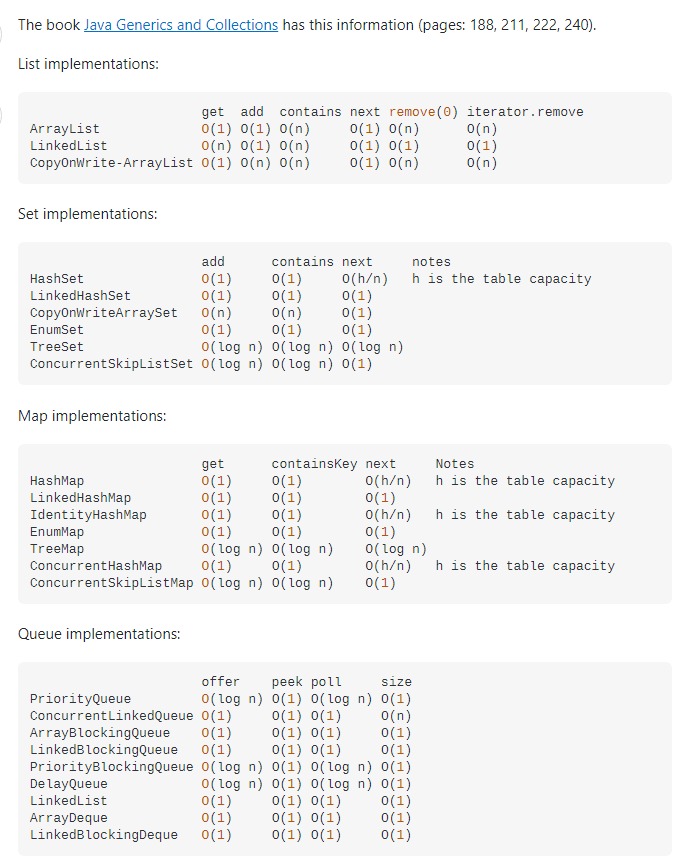 The book Java Generics and Collections has this information (pages: 188, 211, 222, 240).
List implementations:
get add contains next remove(0) iterator.remove
ArrayList O(1) O(1) O(n) O(1) O(n) O(n)
LinkedList O(n) O(1) O(n) O(1) O(1) O(1)
CopyOnWrite-ArrayList O(1) O(n) O(n) O(1) O(n) O(n)
Set implementations:
add contains next notes
HashSet O(1) O(1) O(h/n) h is the table capacity
LinkedHashSet O(1) O(1) O(1)
CopyOnWriteArraySet O(n) O(n) O(1)
EnumSet O(1) O(1) O(1)
TreeSet O(log n) O(log n) O(log n)
ConcurrentSkipListSet O(log n) O(log n) O(1)
Map implementations:
get containsKey next Notes
HashMap O(1) O(1) O(h/n) h is the table capacity
LinkedHashMap O(1) O(1) O(1)
IdentityHashMap O(1) O(1) O(h/n) h is the table capacity
EnumMap O(1) O(1) O(1)
TreeMap O(log n) O(log n) O(log n)
ConcurrentHashMap O(1) O(1) O(h/n) h is the table capacity
ConcurrentSkipListMap O(log n) O(log n) O(1)
Queue implementations:
offer peek poll size
PriorityQueue O(log n) O(1) O(log n) O(1)
ConcurrentLinkedQueue O(1) O(1) O(1) O(n)
ArrayBlockingQueue O(1) O(1) O(1) O(1)
LinkedBlockingQueue O(1) O(1) O(1) O(1)
PriorityBlockingQueue O(log n) O(1) O(log n) O(1)
DelayQueue O(log n) O(1) O(log n) O(1)
LinkedList O(1) O(1) O(1) O(1)
ArrayDeque O(1) O(1) O(1) O(1)
LinkedBlockingDeque O(1) O(1) O(1) O(1)